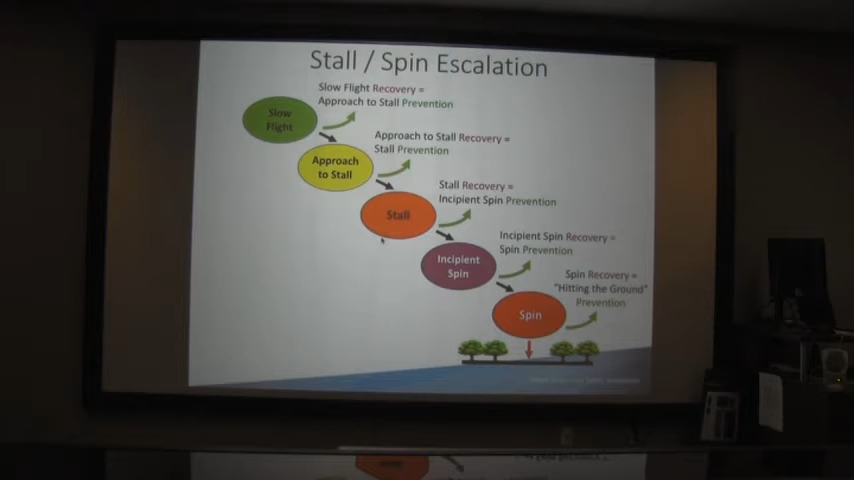 Stall / Spin Escalation
Slow Flight Recovery =
Approach to Stall Prevention
Slow
Flight
Approach to Stall Recovery =
Stall Prevention
Approach
to Stall
Stall Recovery =
Incipient Spin Prevention
Stall
Incipient Spin Recovery =
Spin Prevention
Incipient
Spin
Spin Recovery =
"Hitting the Ground"
Prevention
Spin